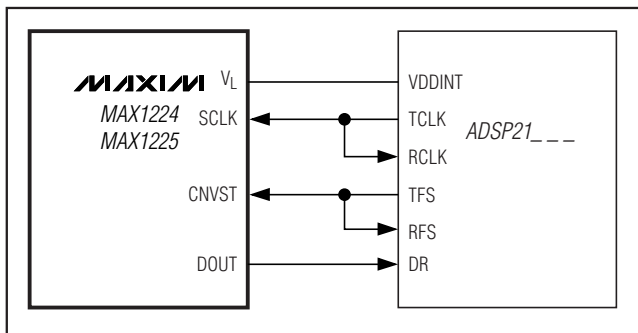 MAXIM
MAX1224
MAX1225
VL
SCLK
CNVST
DOUT
VDDINT
TCLK
RCLK
TFS
RFS
DR
ADSP21_ _ _